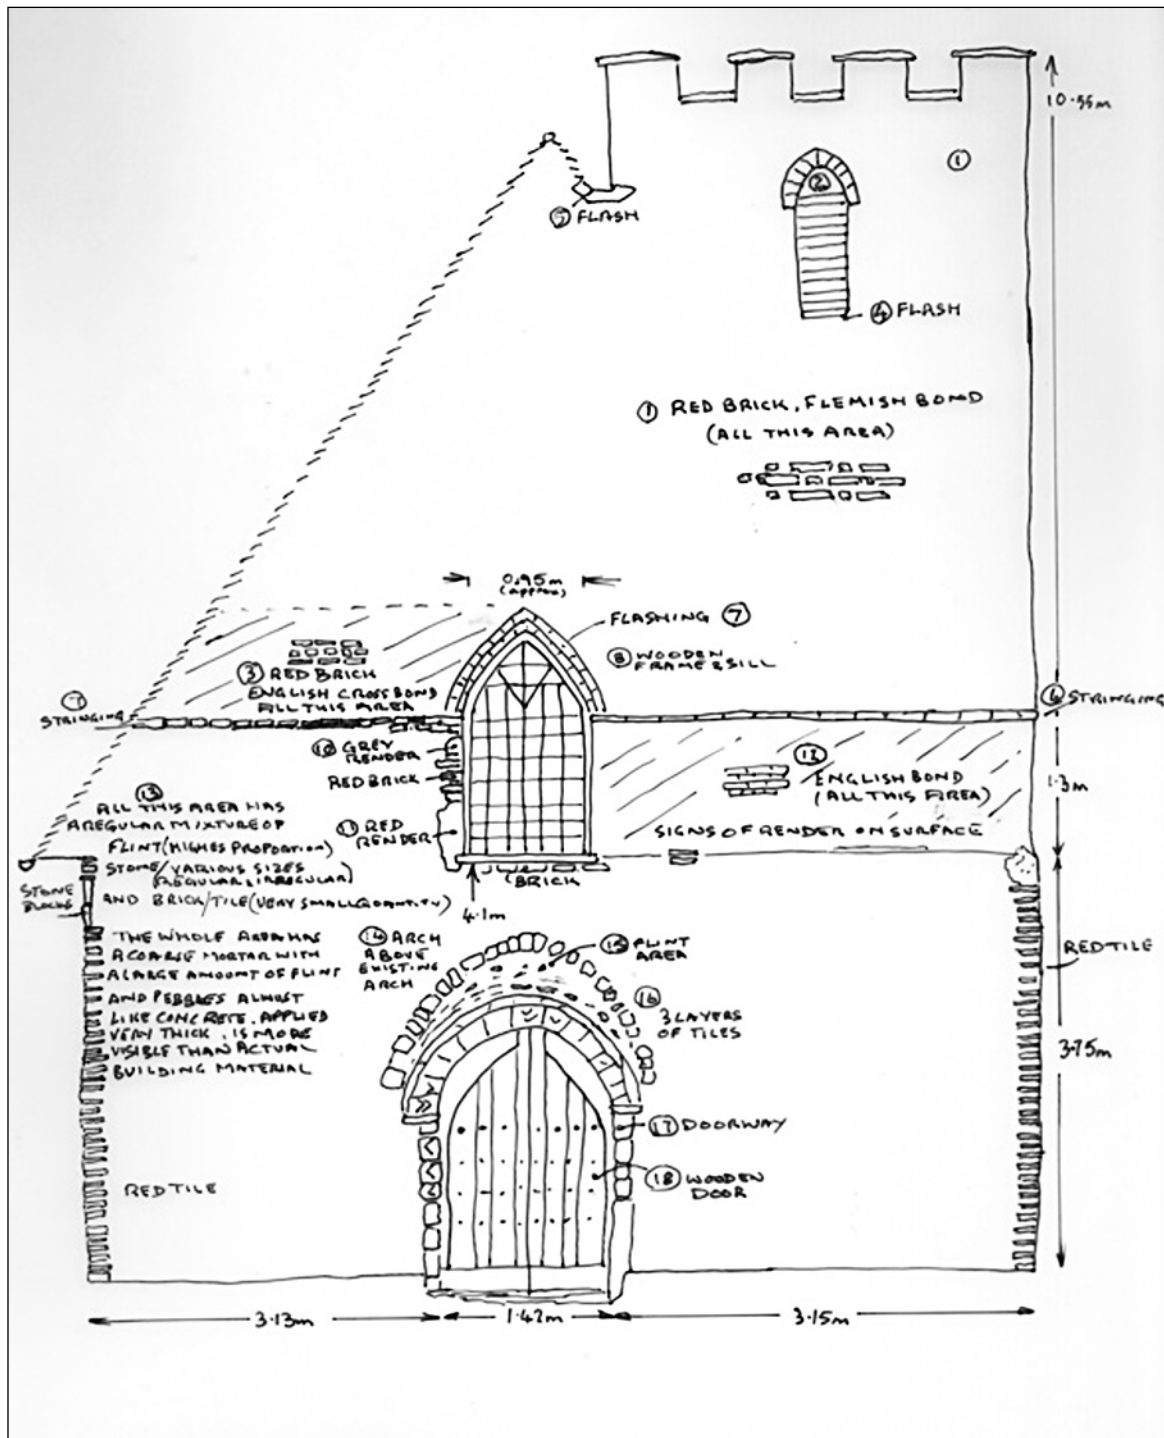 10.55m
①
②
⑤ FLASH
④ FLASH
① RED BRICK, FLEMISH BOND
(ALL THIS AREA)
0.95m
(approx)
FLASHING ⑦
⑧ WOODEN
FRAME & SILL
③ RED BRICK
ENGLISH CROSS BOND
ALL THIS AREA
⑦
STRINGING
⑥ STRINGING
⑩ GREY
RENDER
RED BRICK
⑫
ENGLISH BOND
(ALL THIS AREA)
1.3m
⑪ RED
RENDER
SIGNS OF RENDER ON SURFACE
⑬
ALL THIS AREA HAS
A REGULAR MIXTURE OF
FLINT (HIGHES PROPORTION)
STONE/VARIOUS SIZES
(REGULAR & IRREGULAR)
AND BRICK/TILE (VERY SMALL QUANTITY)
STONE
BLOCKS
BRICK
4.1m
THE WHOLE AREA HAS
A COARSE MORTAR WITH
A LARGE AMOUNT OF FLINT
AND PEBBLES ALMOST
LIKE CONCRETE. APPLIED
VERY THICK. IS MORE
VISIBLE THAN ACTUAL
BUILDING MATERIAL
⑭ ARCH
ABOVE
EXISTING
ARCH
⑮ FLINT
AREA
RED TILE
⑯
3 LAYERS
OF TILES
3.75m
⑰ DOORWAY
⑱ WOODEN
DOOR
RED TILE
3.13m
1.42m
3.15m